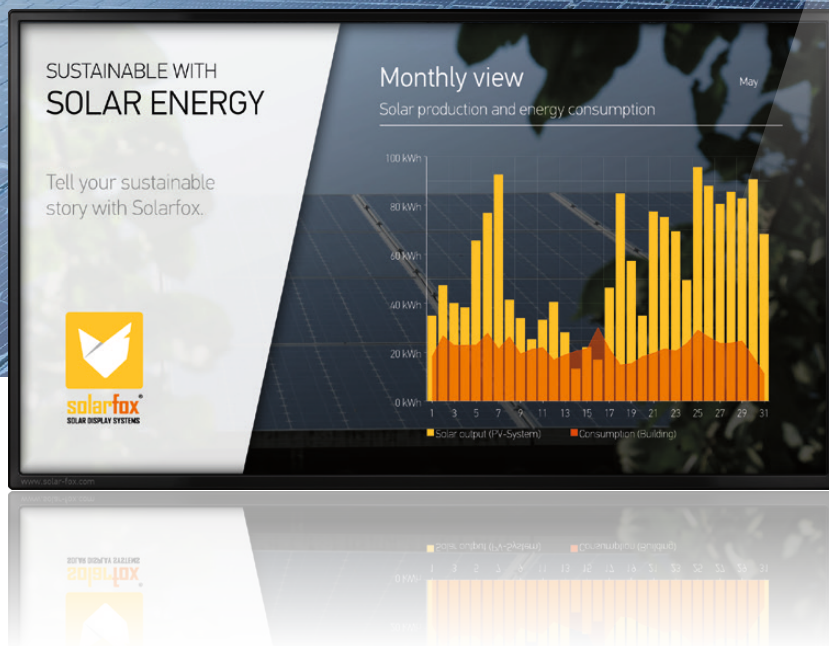 SUSTAINABLE WITH
SOLAR ENERGY
Tell your sustainable
story with Solarfox.
solarfox®
SOLAR DISPLAY SYSTEMS
www.solar-fox.com
Monthly view
May
Solar production and energy consumption
100 kWh
80 kWh
60 kWh
40 kWh
20 kWh
0 kWh
1 3 5 7 9 11 13 15 17 19 21 23 25 27 29 31
Solar output (PV-System)
Consumption (Building)